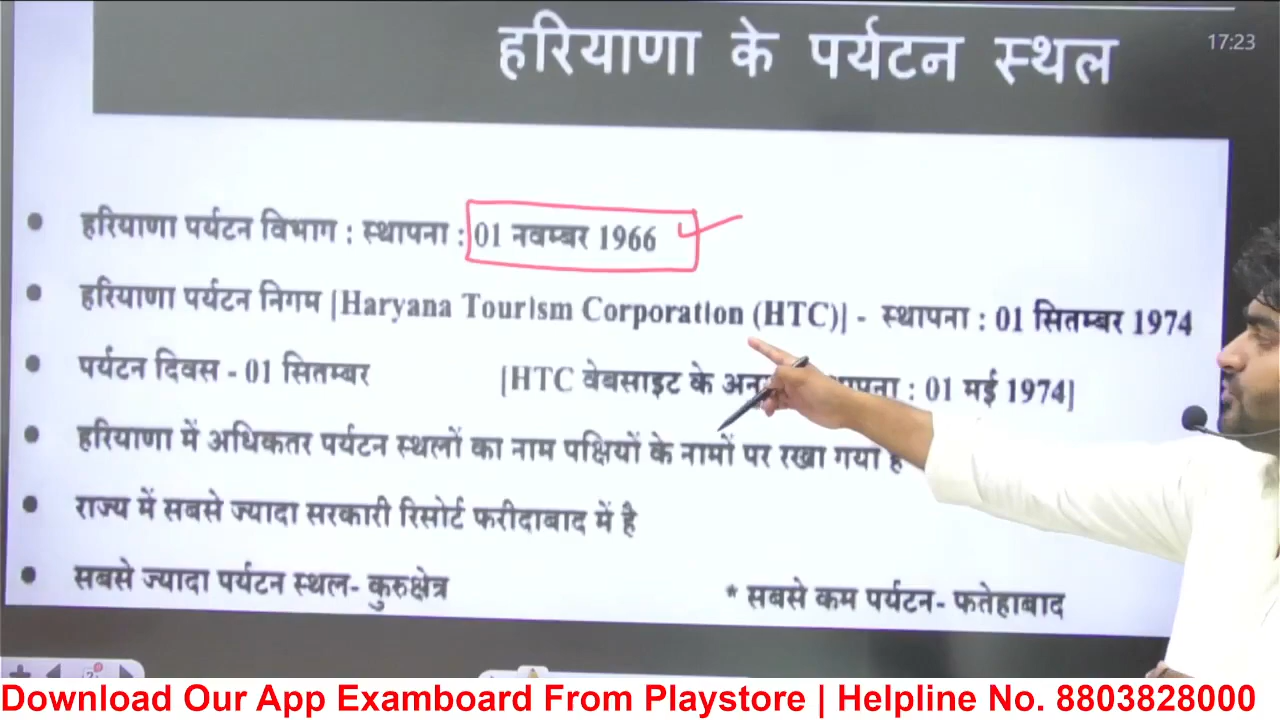 हरियाणा के पर्यटन स्थल
17:23
हरियाणा पर्यटन विभाग : स्थापना : 01 नवम्बर 1966
हरियाणा पर्यटन निगम [Haryana Tourism Corporation (HTC)] - स्थापना : 01 सितम्बर 1974
पर्यटन दिवस - 01 सितम्बर [HTC वेबसाइट के : 01 मई 1974]
हरियाणा में अधिकतर पर्यटन स्थलों का नाम पक्षियों के नामों पर रखा गया है
राज्य में सबसे ज्यादा सरकारी रिसोर्ट फरीदाबाद में है
सबसे ज्यादा पर्यटन स्थल- कुरुक्षेत्र * सबसे कम पर्यटन- फतेहाबाद
Download Our App Examboard From Playstore | Helpline No. 8803828000